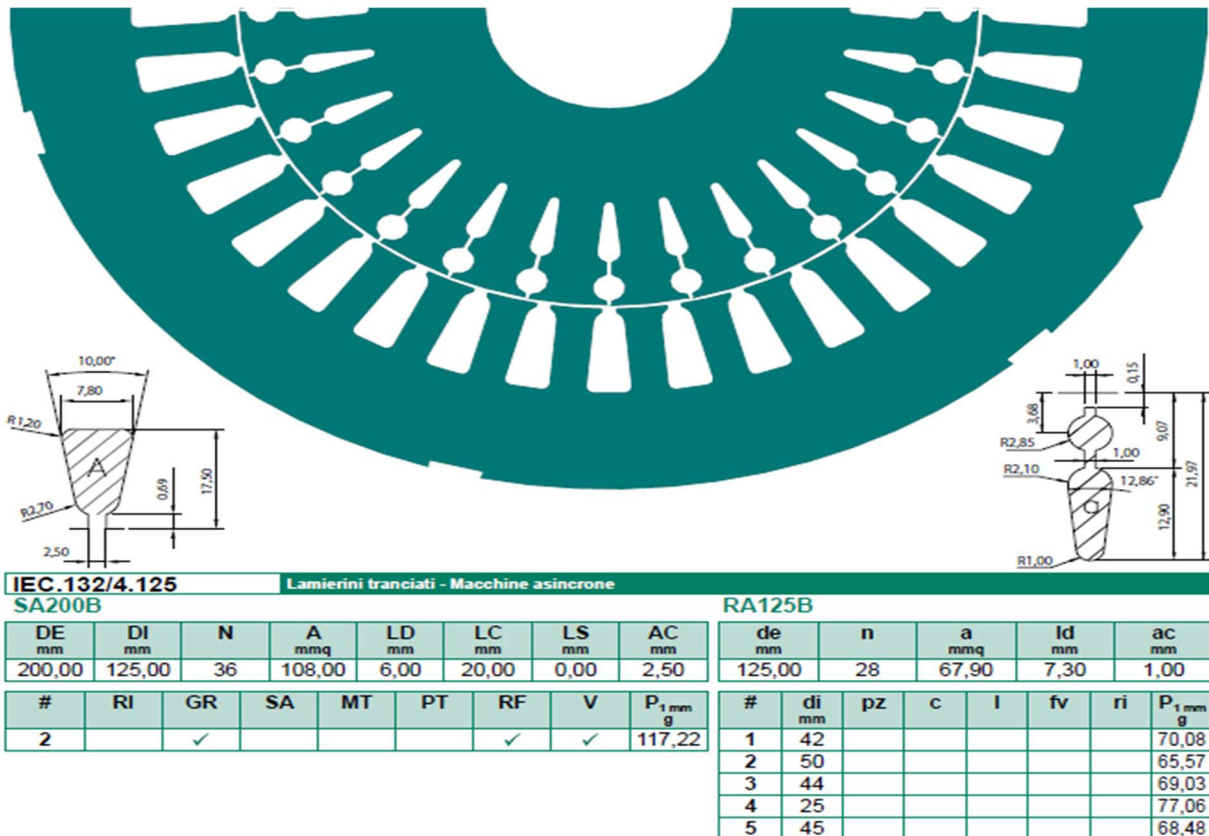 10,00°
7,80
R1,20
A
0,69
17,50
R2,70
2,50
1,00
0,15
3,68
9,07
R2,85
1,00
R2,10
12,86°
21,97
a
12,90
R1,00
IEC.132/4.125 Lamierini tranciati - Macchine asincrone
SA200B
DE mm DI mm N A mmq LD mm LC mm LS mm AC mm
200,00 125,00 36 108,00 6,00 20,00 0,00 2,50
# RI GR SA MT PT RF V P1 mm g
2 ✓ ✓ ✓ 117,22
RA125B
de mm n a mmq ld mm ac mm
125,00 28 67,90 7,30 1,00
# di mm pz c l fv ri P1 mm g
1 42 70,08
2 50 65,57
3 44 69,03
4 25 77,06
5 45 68,48